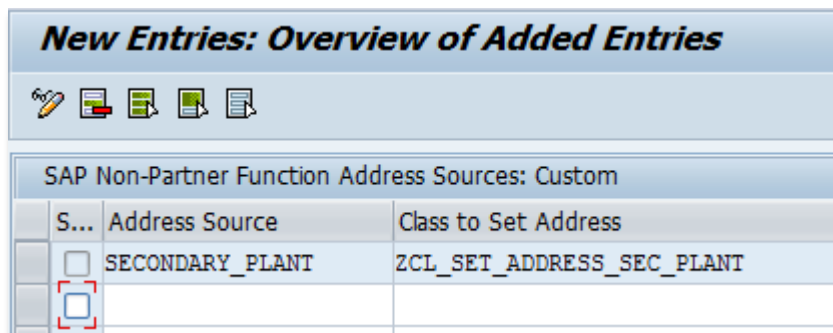 New Entries: Overview of Added Entries
SAP Non-Partner Function Address Sources: Custom
S... Address Source Class to Set Address
SECONDARY_PLANT ZCL_SET_ADDRESS_SEC_PLANT